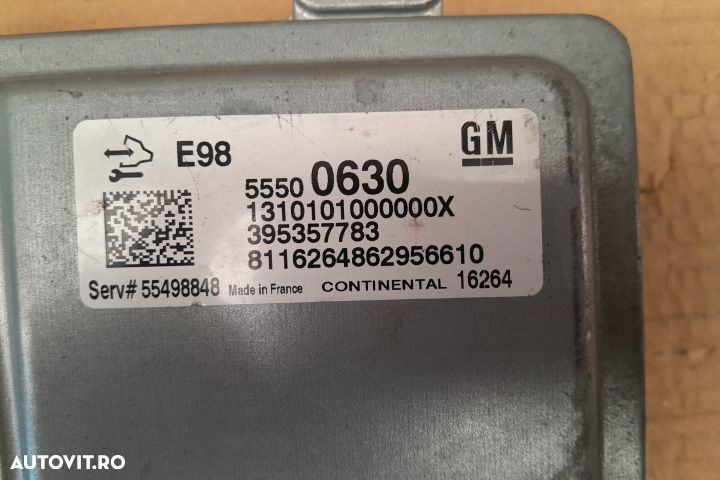 E98
GM
5550 0630
1310101000000X
395357783
8116264862956610
Serv# 55498848 Made in France CONTINENTAL 16264
AUTOVIT.RO